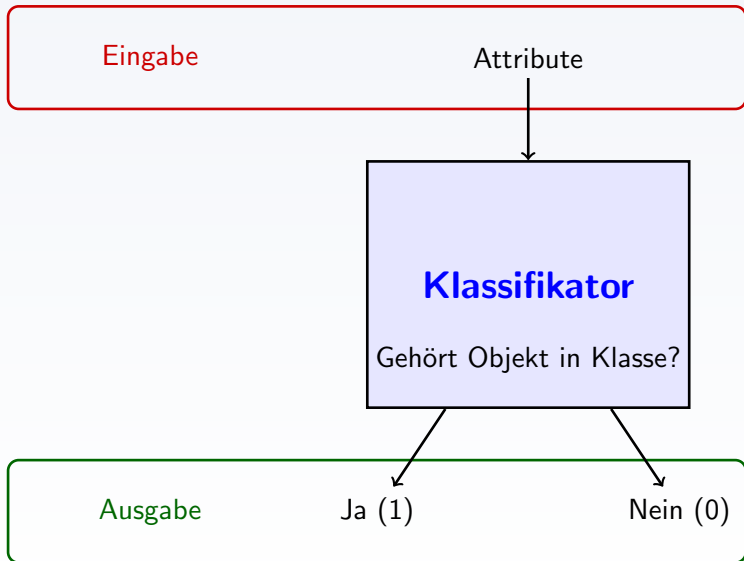 Eingabe
Attribute
Klassifikator
Gehört Objekt in Klasse?
Ausgabe
Ja (1)
Nein (0)